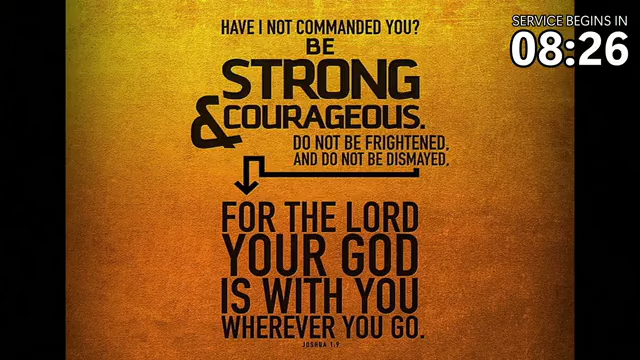 SERVICE BEGINS IN
08:26
HAVE I NOT COMMANDED YOU?
BE
STRONG
& COURAGEOUS.
DO NOT BE FRIGHTENED,
AND DO NOT BE DISMAYED,
FOR THE LORD
YOUR GOD
IS WITH YOU
WHEREVER YOU GO.
JOSHUA 1:9